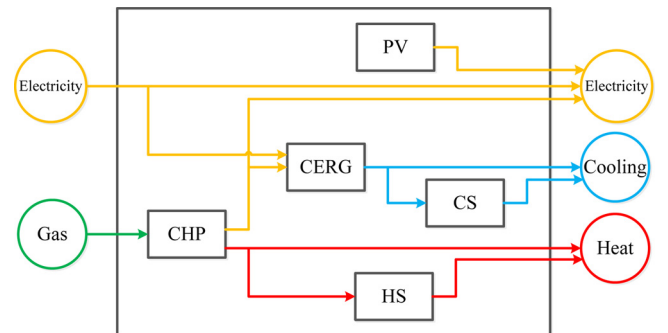 PV
Electricity
Electricity
CERG
Cooling
CS
Gas
CHP
Heat
HS